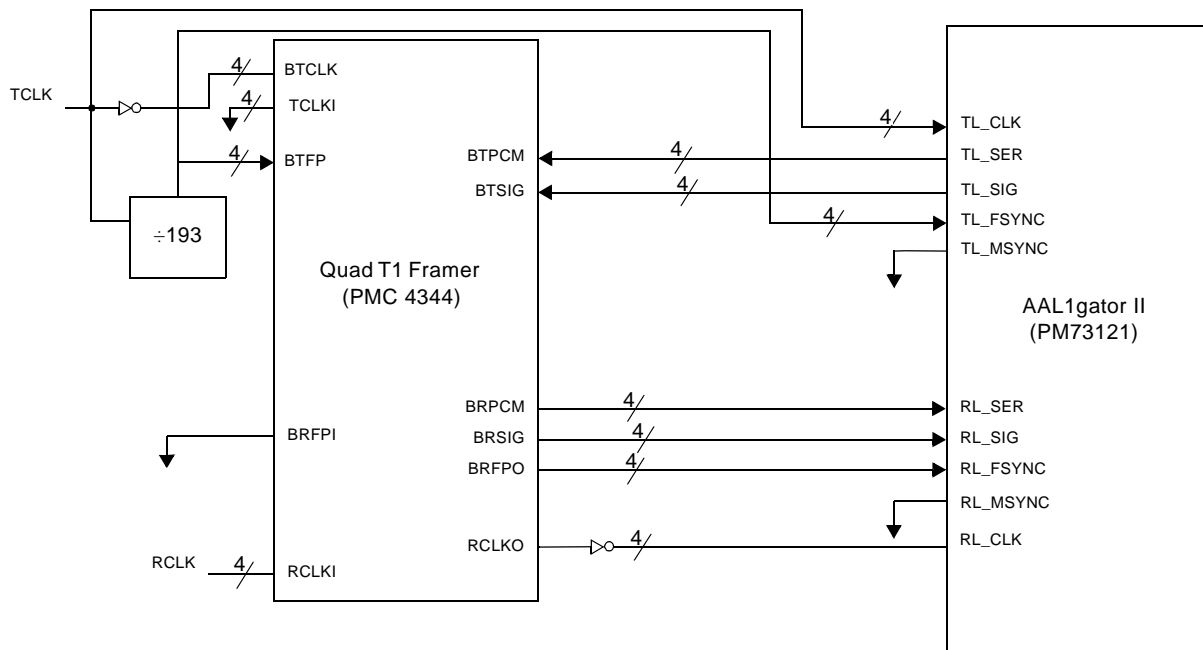 4
BTCLK
4
TCLKI
TCLK
4
BTFP
÷193
Quad T1 Framer
(PMC 4344)
BTPCM
4
BTSIG
4
4
TL_CLK
TL_SER
TL_SIG
4
TL_FSYNC
TL_MSYNC
AAL1gator II
(PM73121)
BRPCM
4
RL_SER
BRFPI
BRSIG
4
RL_SIG
BRFPO
4
RL_FSYNC
RL_MSYNC
RCLKO
4
RL_CLK
RCLK
4
RCLKI